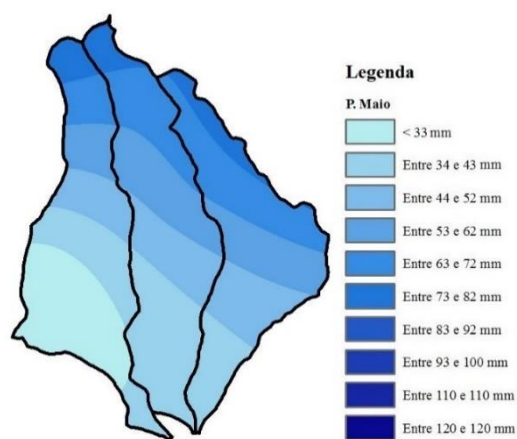 Legenda
P. Maio
< 33 mm
Entre 34 e 43 mm
Entre 44 e 52 mm
Entre 53 e 62 mm
Entre 63 e 72 mm
Entre 73 e 82 mm
Entre 83 e 92 mm
Entre 93 e 100 mm
Entre 110 e 110 mm
Entre 120 e 120 mm